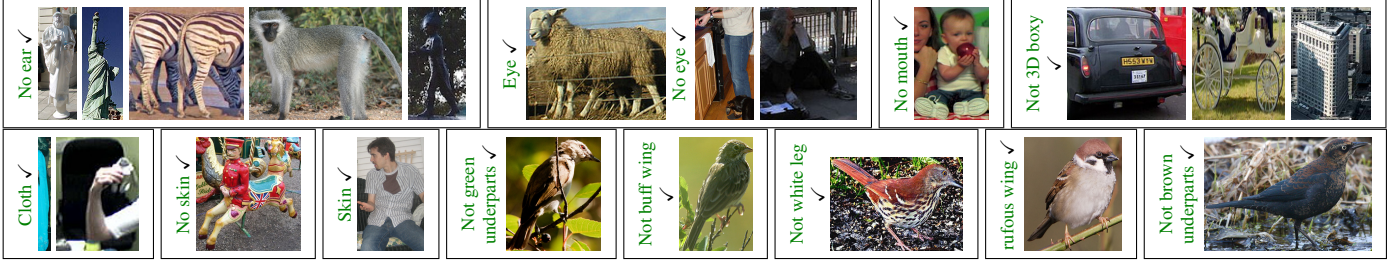 No ear ✓
Eye ✓
No eye ✓
No mouth ✓
Not 3D boxy ✓
Cloth ✓
No skin ✓
Skin ✓
Not green
underparts ✓
Not buff wing ✓
Not white leg ✓
rufous wing ✓
Not brown
underparts ✓